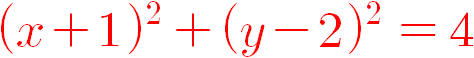 (x+1)² + (y−2)² = 4